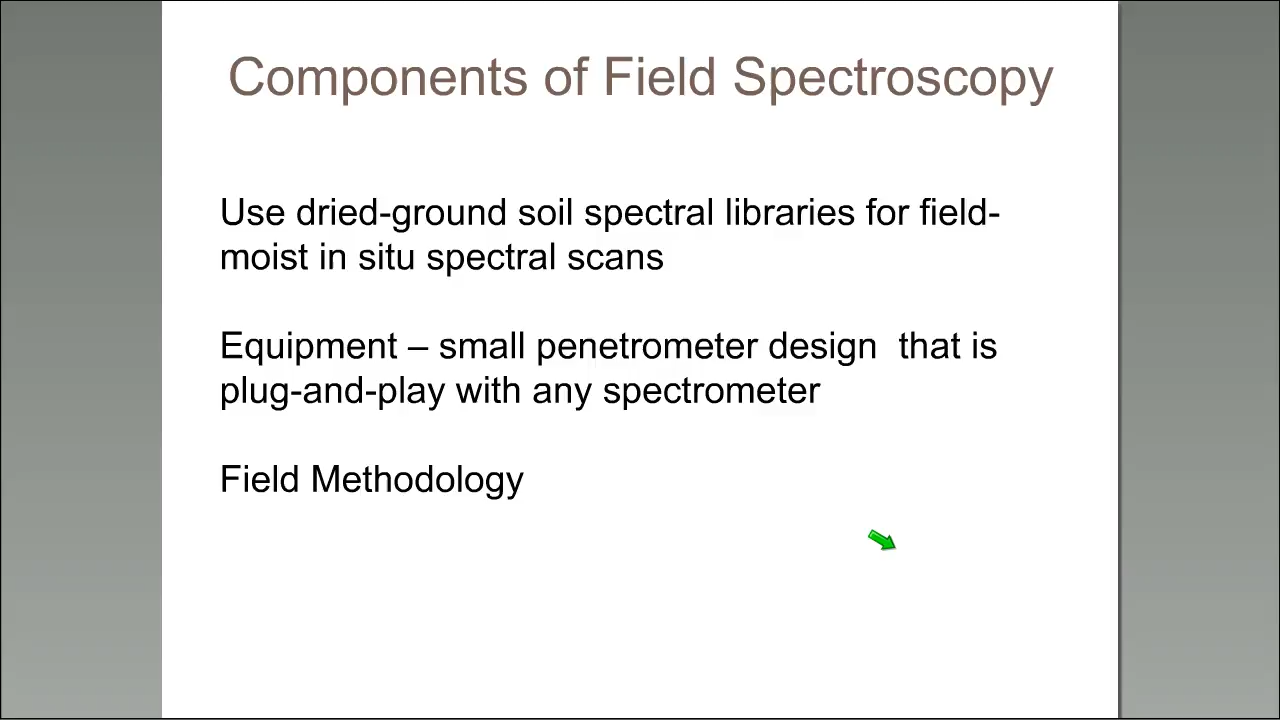 Components of Field Spectroscopy
Use dried-ground soil spectral libraries for field-
moist in situ spectral scans
Equipment – small penetrometer design  that is
plug-and-play with any spectrometer
Field Methodology